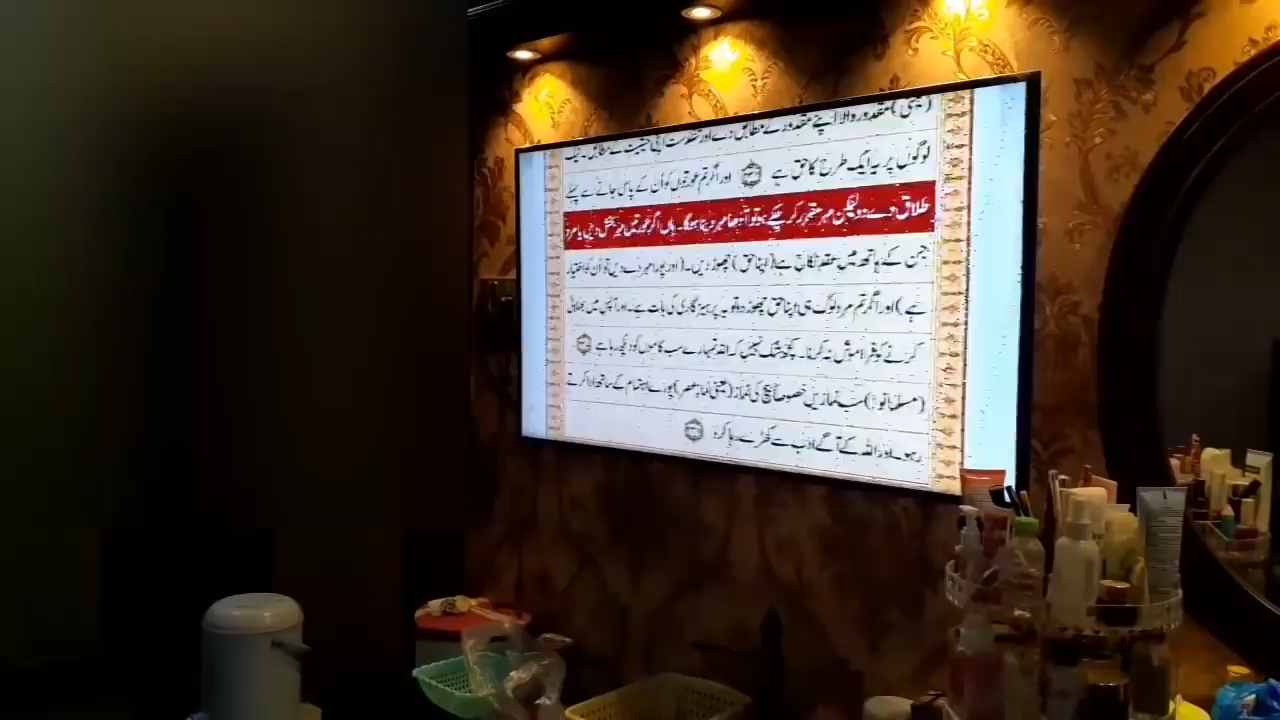 (یعنی) مقدور والا اپنے مقدور کے مطابق دے اور تنگدست اپنی حیثیت کے مطابق۔ نیک
لوگوں پر یہ ایک طرح کا حق ہے ۲۳۶ اور اگر تم عورتوں کو ان کے پاس جانے سے پہلے
طلاق دے دو لیکن مہر مقرر کر چکے ہو تو آدھا مہر دینا ہوگا۔ ہاں اگر عورتیں مہر بخش دیں یا مرد
جن کے ہاتھ میں عقد نکاح ہے (اپنا حق) چھوڑ دیں۔ (اور پورا مہر دے دیں تو ان کو اختیار
ہے) اور اگر تم مرد لوگ ہی اپنا حق چھوڑ دو تو یہ پرہیزگاری کی بات ہے۔ اور آپس میں بھلائی
کرنے کو فراموش نہ کرنا۔ کچھ شک نہیں کہ اللہ تمہارے سب کاموں کو دیکھ رہا ہے ۲۳۷
(مسلمانو!) سب نمازیں خصوصاً بیچ کی نماز (یعنی نماز عصر) پورے اہتمام کے ساتھ ادا کرتے
رہو۔ اور اللہ کے آگے ادب سے کھڑے رہا کرو ۲۳۸